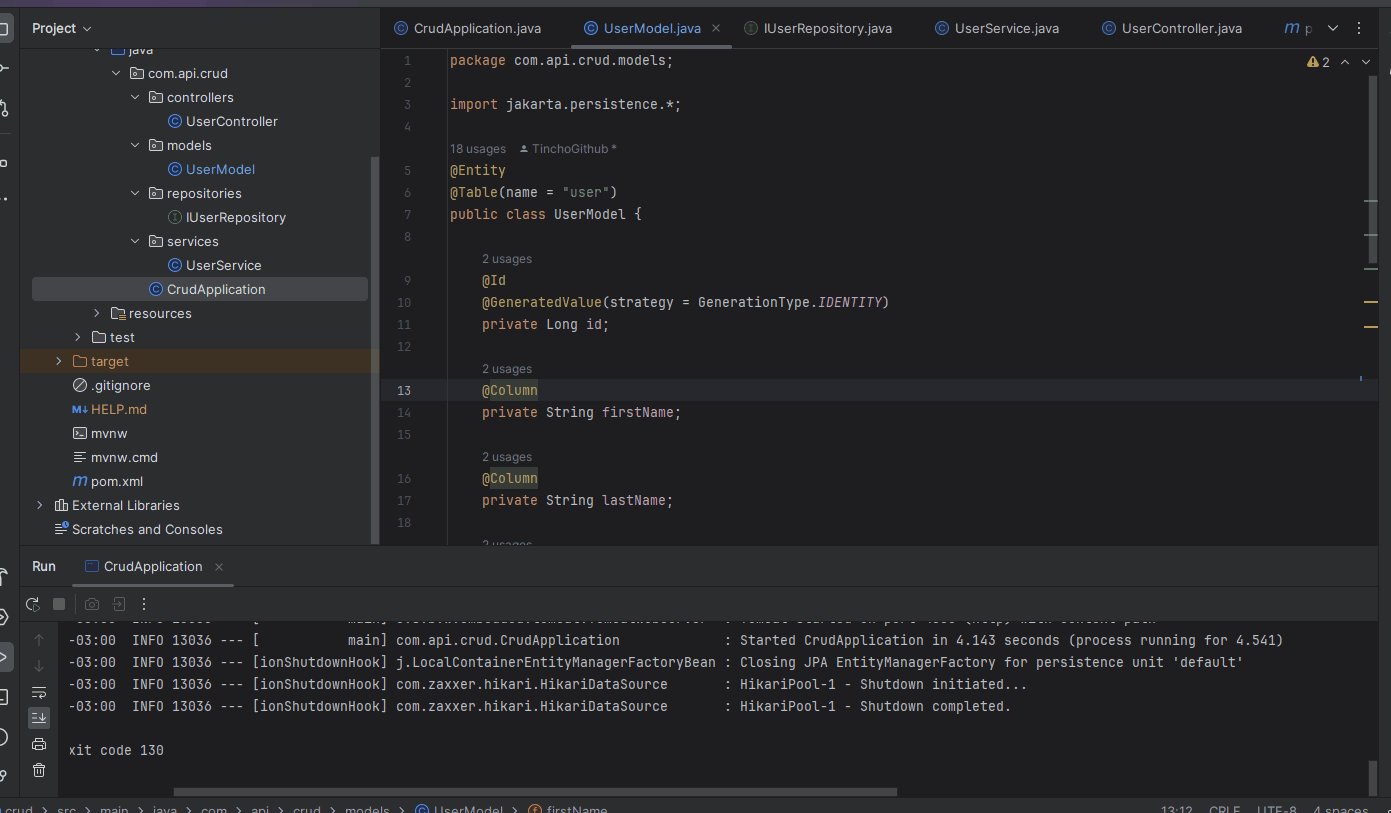 Project
CrudApplication.java
UserModel.java
IUserRepository.java
UserService.java
UserController.java
m p
java
com.api.crud
controllers
UserController
models
UserModel
repositories
IUserRepository
services
UserService
CrudApplication
resources
test
target
.gitignore
HELP.md
mvnw
mvnw.cmd
pom.xml
External Libraries
Scratches and Consoles
2
1 package com.api.crud.models;
2
3 import jakarta.persistence.*;
4
18 usages TinchoGithub *
5 @Entity
6 @Table(name = "user")
7 public class UserModel {
8
2 usages
9 @Id
10 @GeneratedValue(strategy = GenerationType.IDENTITY)
11 private Long id;
12
2 usages
13 @Column
14 private String firstName;
15
2 usages
16 @Column
17 private String lastName;
18
2 usages
Run
CrudApplication
-03:00 INFO 13036 --- [ main] com.api.crud.CrudApplication : Started CrudApplication in 4.143 seconds (process running for 4.541)
-03:00 INFO 13036 --- [ionShutdownHook] j.LocalContainerEntityManagerFactoryBean : Closing JPA EntityManagerFactory for persistence unit 'default'
-03:00 INFO 13036 --- [ionShutdownHook] com.zaxxer.hikari.HikariDataSource : HikariPool-1 - Shutdown initiated...
-03:00 INFO 13036 --- [ionShutdownHook] com.zaxxer.hikari.HikariDataSource : HikariPool-1 - Shutdown completed.
xit code 130
crud > src > main > java > com > api > crud > models > UserModel > firstName
13:12 CRLF UTF-8 4 spaces